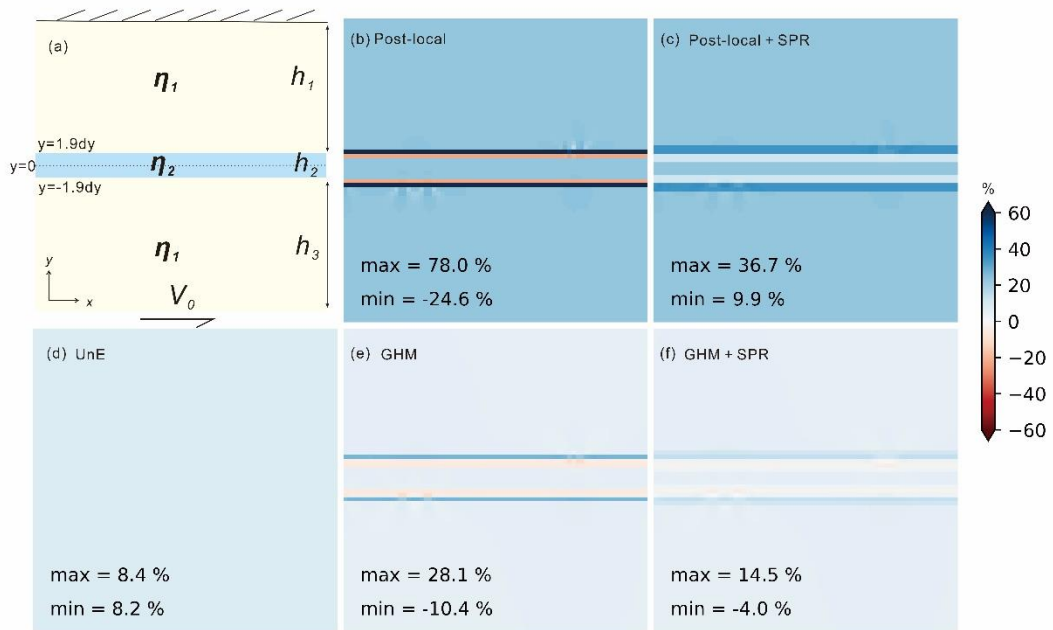 (a)
η1
h1
y=1.9dy
y=0
η2
h2
y=-1.9dy
η1
h3
y
x
V0
(b) Post-local
max = 78.0 %
min = -24.6 %
(c) Post-local + SPR
max = 36.7 %
min = 9.9 %
%
60
40
20
0
−20
−40
−60
(d) UnE
max = 8.4 %
min = 8.2 %
(e) GHM
max = 28.1 %
min = -10.4 %
(f) GHM + SPR
max = 14.5 %
min = -4.0 %